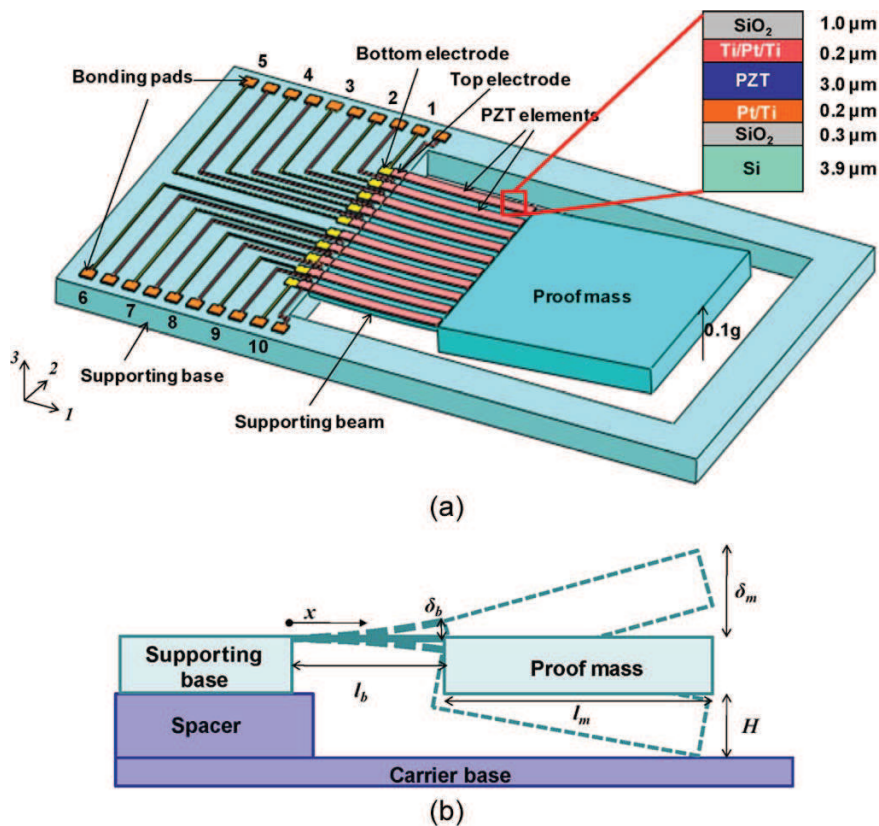 Bonding pads
5
4
3
2
1
Bottom electrode
Top electrode
PZT elements
SiO2 1.0 µm
Ti/Pt/Ti 0.2 µm
PZT 3.0 µm
Pt/Ti 0.2 µm
SiO2 0.3 µm
Si 3.9 µm
Proof mass
0.1g
6
7
8
9
10
Supporting base
Supporting beam
3
2
1
(a)
x
δb
δm
Supporting
base
Proof mass
lb
lm
H
Spacer
Carrier base
(b)